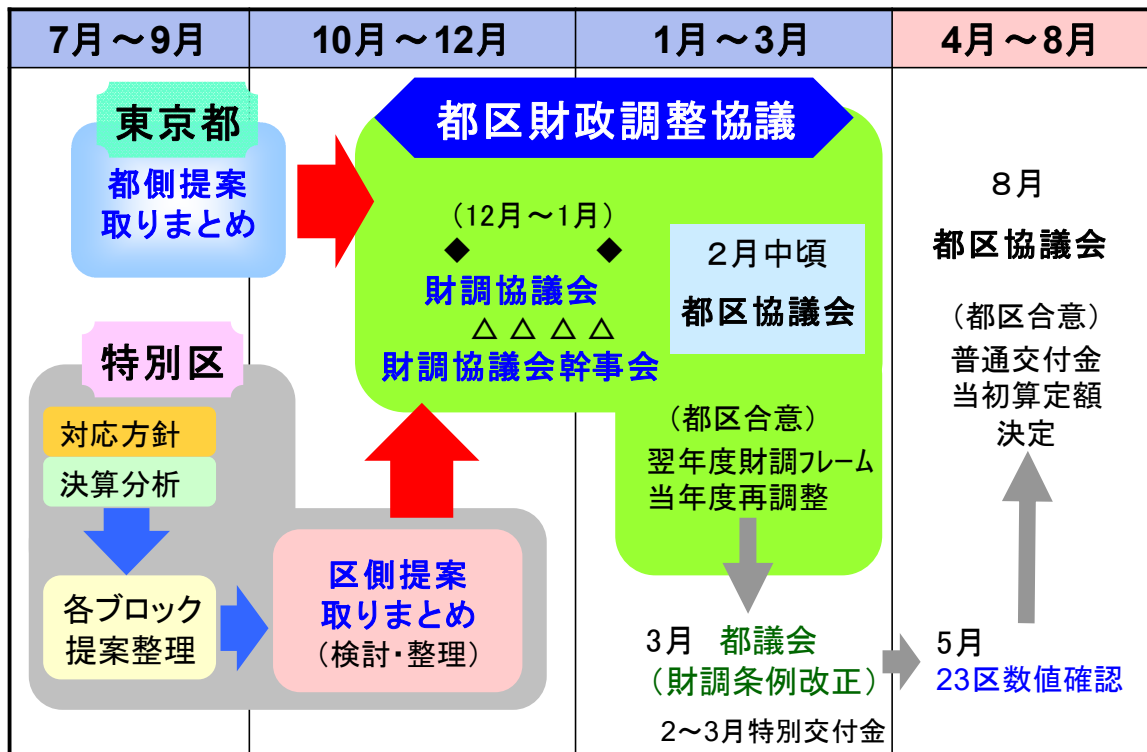 7月～9月
10月～12月
1月～3月
4月～8月
東京都
都側提案
取りまとめ
特別区
対応方針
決算分析
各ブロック
提案整理
区側提案
取りまとめ
（検討・整理）
都区財政調整協議
（12月～1月）
◆ ◆
財調協議会
△ △ △ △
財調協議会幹事会
２月中頃
都区協議会
（都区合意）
翌年度財調フレーム
当年度再調整
3月 都議会
（財調条例改正）
2～3月特別交付金
８月
都区協議会
（都区合意）
普通交付金
当初算定額
決定
5月
23区数値確認